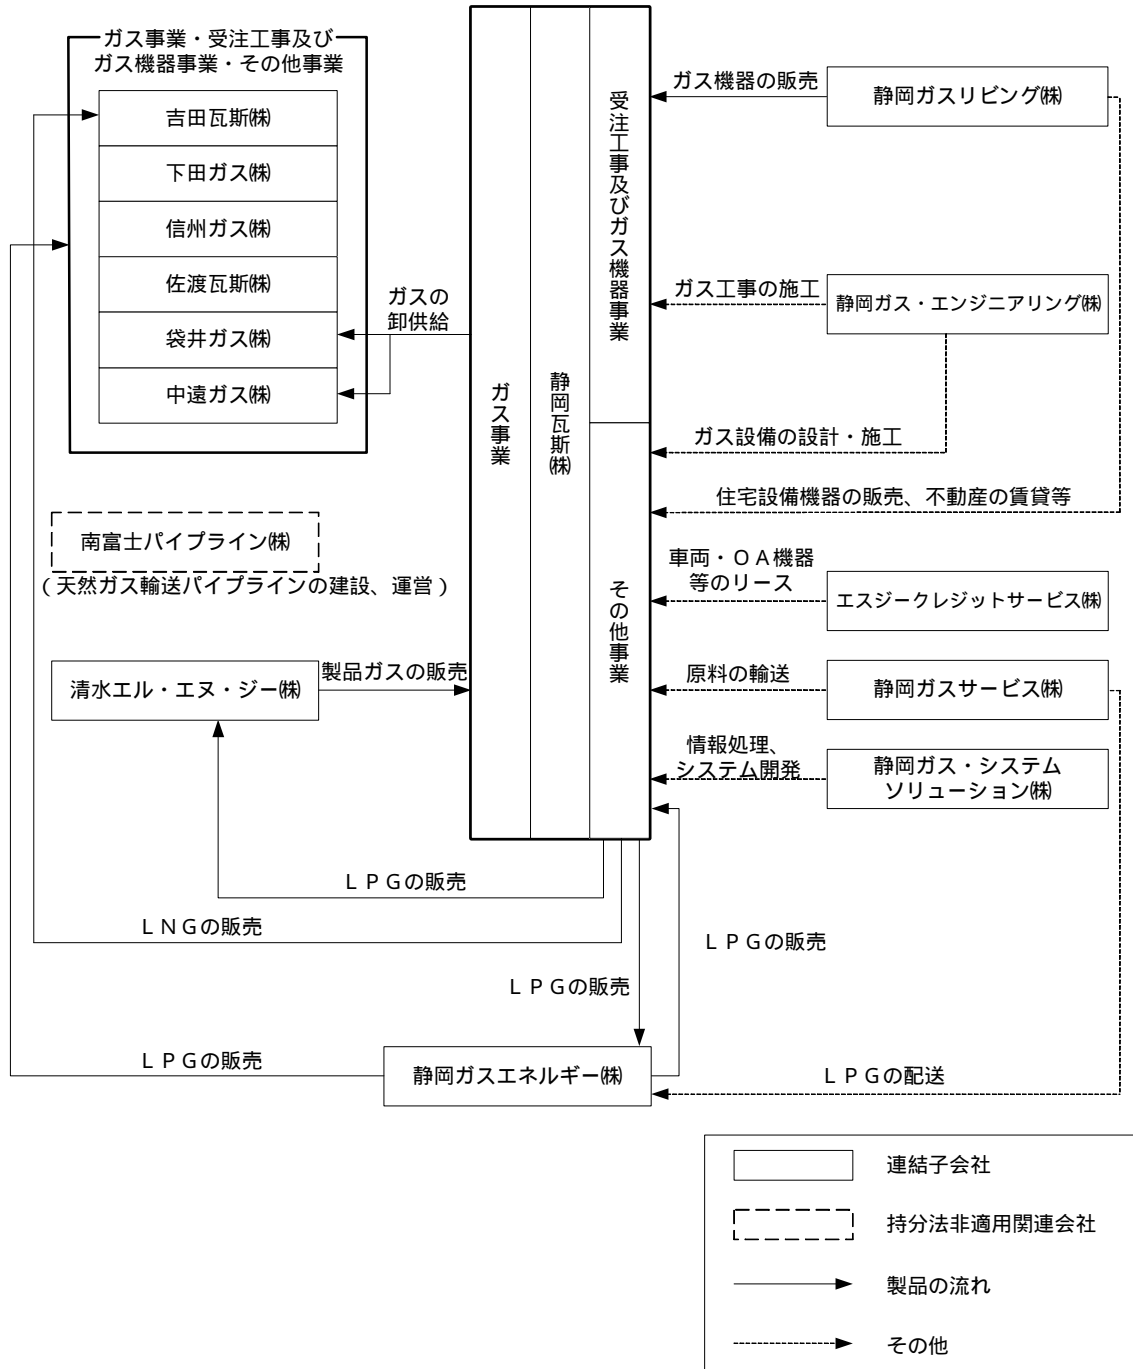 ガス事業・受注工事及び
ガス機器事業・その他事業
吉田瓦斯㈱
下田ガス㈱
信州ガス㈱
佐渡瓦斯㈱
袋井ガス㈱
中遠ガス㈱
ガスの
卸供給
南富士パイプライン㈱
(天然ガス輸送パイプラインの建設、運営)
清水エル・エヌ・ジー㈱
製品ガスの販売
ガス事業
静岡瓦斯㈱
受注工事及びガス機器事業
その他事業
ガス機器の販売
静岡ガスリビング㈱
ガス工事の施工
静岡ガス・エンジニアリング㈱
ガス設備の設計・施工
住宅設備機器の販売、不動産の賃貸等
車両・OA機器
等のリース
エスジークレジットサービス㈱
原料の輸送
静岡ガスサービス㈱
情報処理、
システム開発
静岡ガス・システム
ソリューション㈱
LPGの販売
LNGの販売
LPGの販売
LPGの販売
LPGの販売
静岡ガスエネルギー㈱
LPGの配送
連結子会社
持分法非適用関連会社
製品の流れ
その他